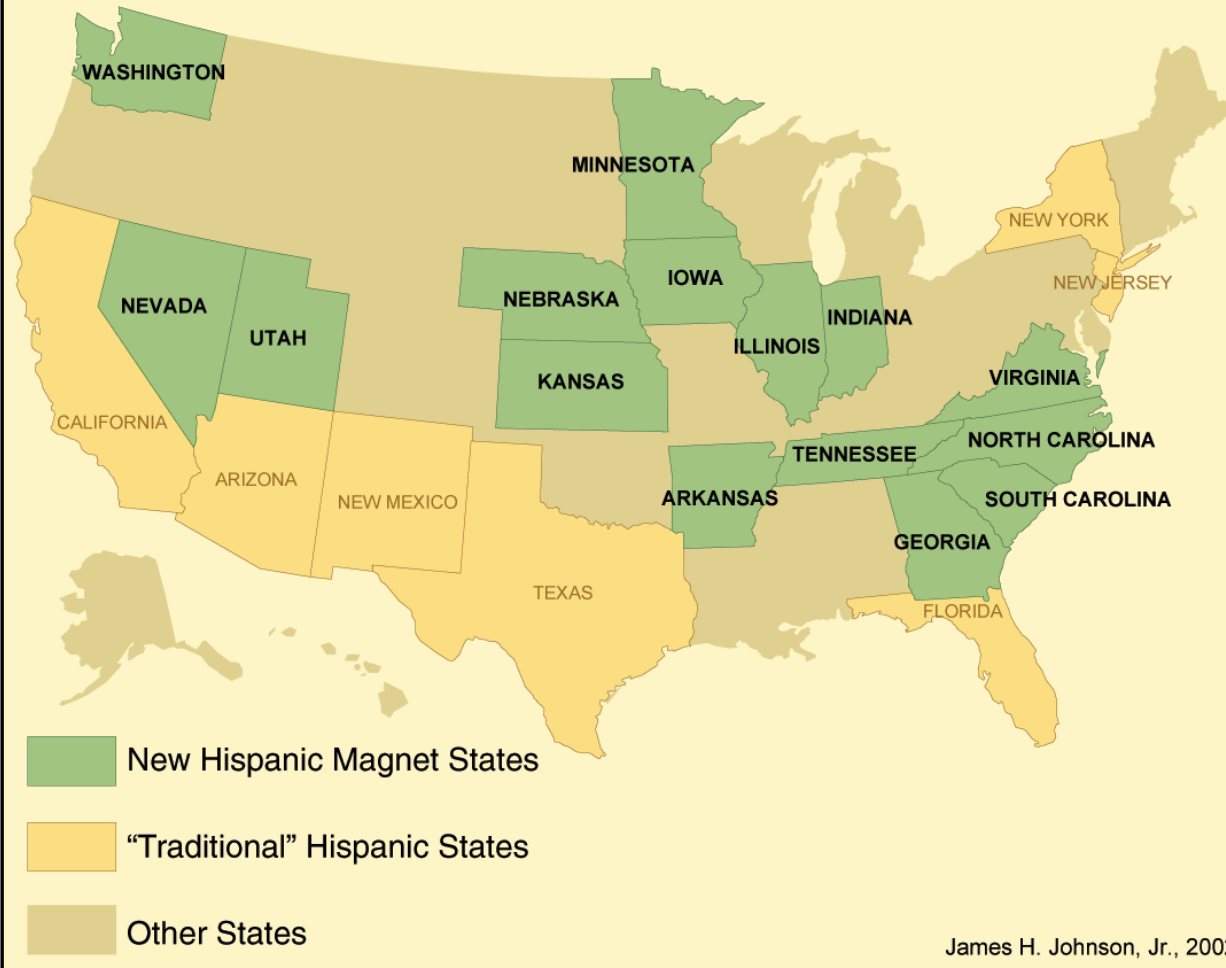 WASHINGTON
MINNESOTA
NEW YORK
NEW JERSEY
IOWA
NEBRASKA
NEVADA
INDIANA
UTAH
ILLINOIS
KANSAS
VIRGINIA
CALIFORNIA
NORTH CAROLINA
TENNESSEE
ARIZONA
NEW MEXICO
ARKANSAS
SOUTH CAROLINA
GEORGIA
TEXAS
FLORIDA
New Hispanic Magnet States
“Traditional” Hispanic States
Other States
James H. Johnson, Jr.,